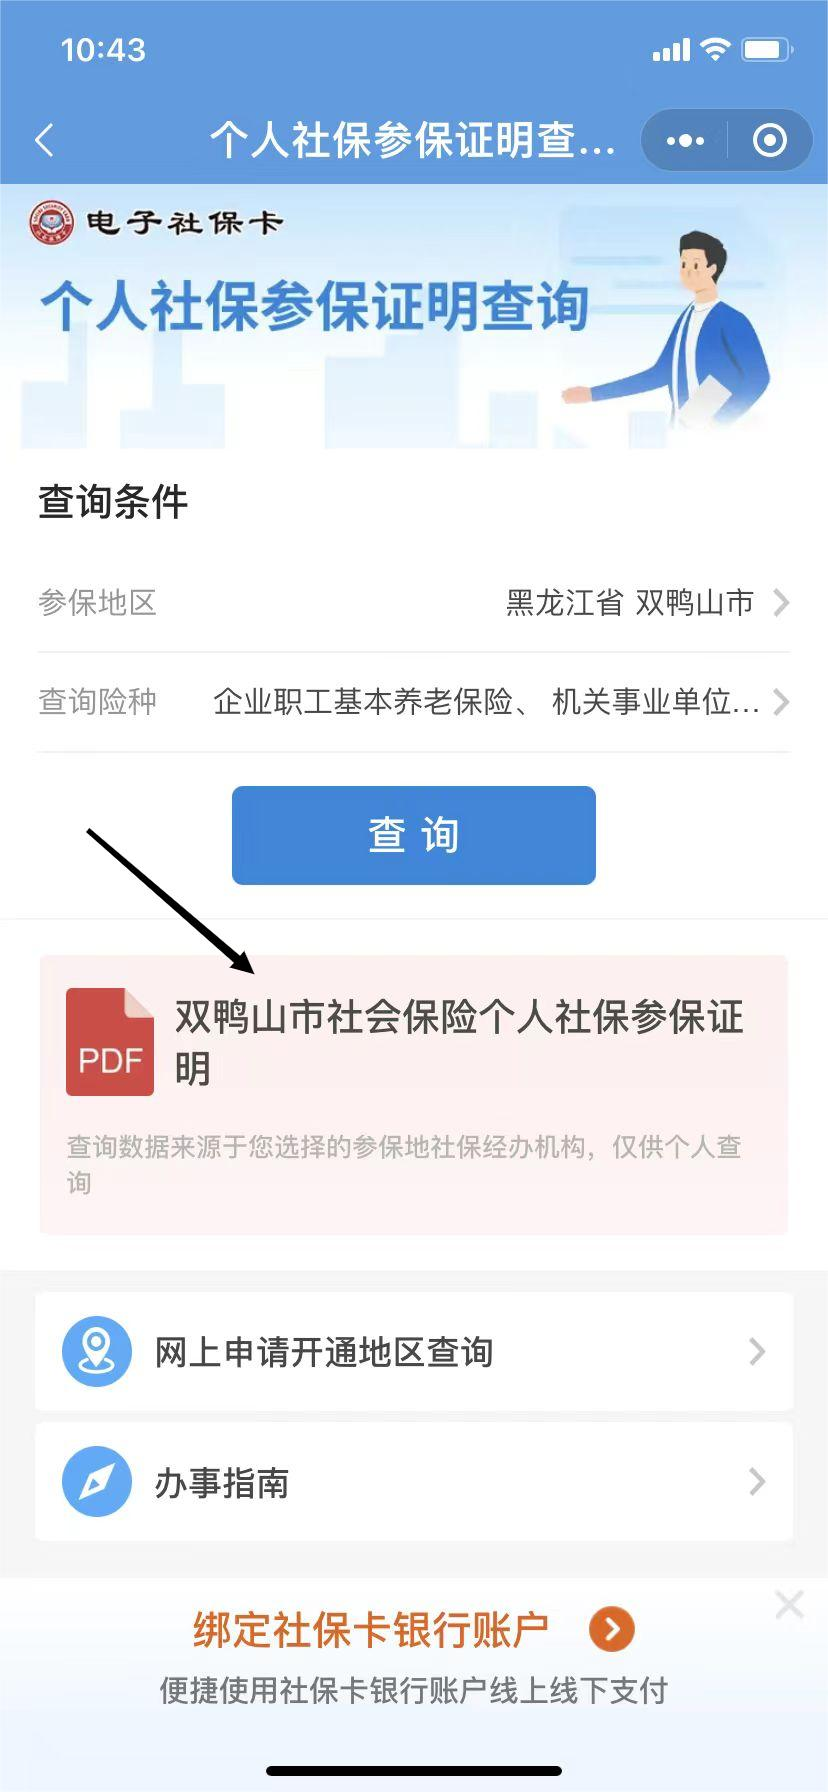 10:43
个人社保参保证明查...
电子社保卡
个人社保参保证明查询
查询条件
参保地区 黑龙江省 双鸭山市
查询险种 企业职工基本养老保险、 机关事业单位...
查 询
PDF
双鸭山市社会保险个人社保参保证
明
查询数据来源于您选择的参保地社保经办机构，仅供个人查
询
网上申请开通地区查询
办事指南
绑定社保卡银行账户
便捷使用社保卡银行账户线上线下支付